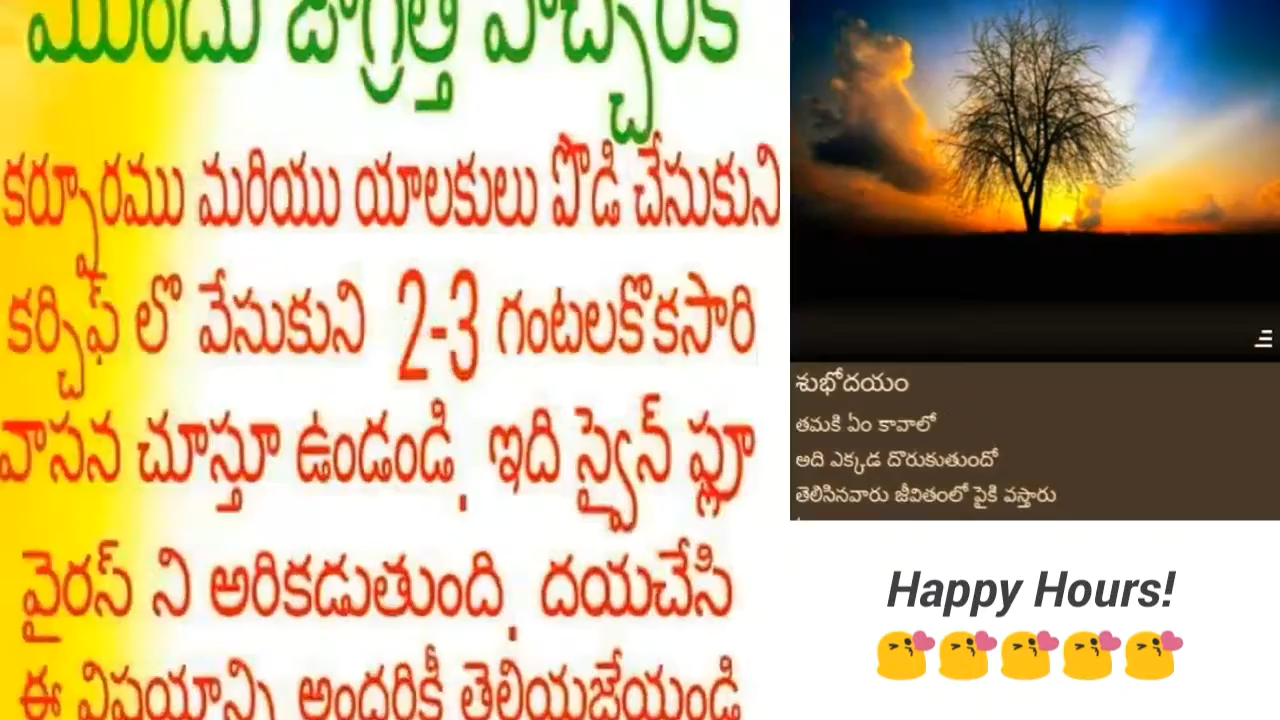 ముందు జాగ్రత్త హెచ్చరిక
కర్పూరము మరియు యాలకులు పొడి చేసుకుని
కర్చిఫ్ లొ వేసుకుని 2-3 గంటలకొకసారి
వాసన చూస్తూ ఉండండి. ఇది స్వైన్ ఫ్లూ
వైరస్ ని అరికడుతుంది. దయచేసి
ఈ విషయాన్ని అందరికీ తెలియజేయండి
శుభోదయం
తమకి ఏం కావాలో
అది ఎక్కడ దొరుకుతుందో
తెలిసినవారు జీవితంలో పైకి వస్తారు
Happy Hours!